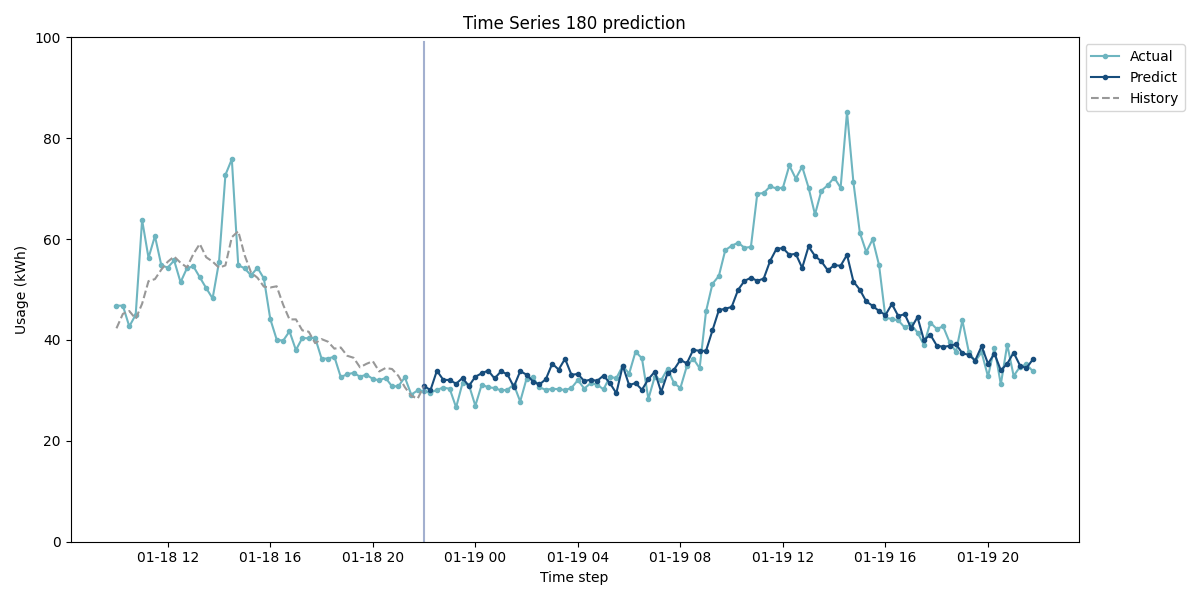 Time Series 180 prediction
Usage (kWh)
100
80
60
40
20
0
01-18 12
01-18 16
01-18 20
01-19 00
01-19 04
01-19 08
01-19 12
01-19 16
01-19 20
Time step
Actual
Predict
History